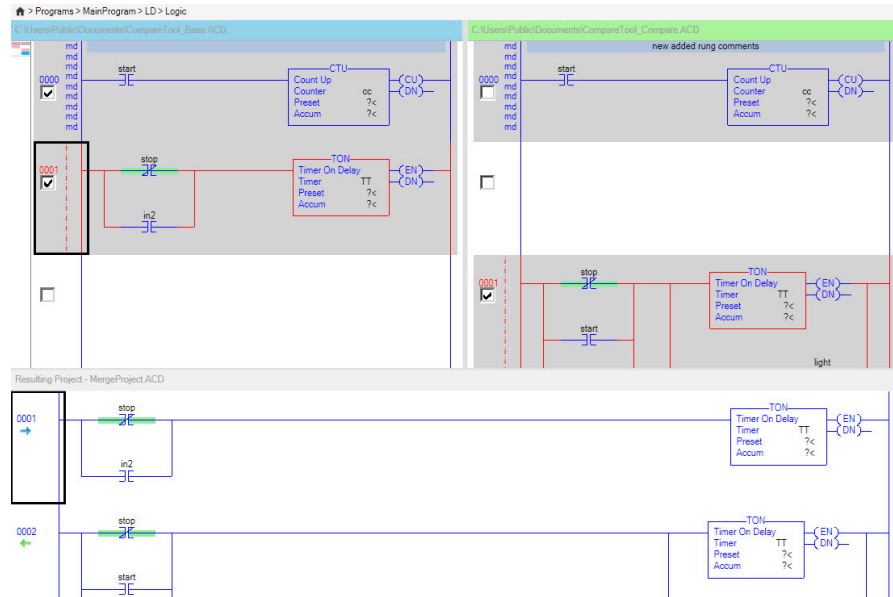 > Programs > MainProgram > LD > Logic
C:\Users\Public\Documents\CompareTool_Base.ACD
md
md
md
md
md
md
md
md
md
0000
start
CTU
Count Up
Counter cc
Preset ?<
Accum ?<
CU
DN
0001
stop
in2
TON
Timer On Delay
Timer TT
Preset ?<
Accum ?<
EN
DN
C:\Users\Public\Documents\CompareTool_Compare.ACD
new added rung comments
md
md
md
md
md
md
md
md
md
0000
start
CTU
Count Up
Counter cc
Preset ?<
Accum ?<
CU
DN
0001
stop
start
TON
Timer On Delay
Timer TT
Preset ?<
Accum ?<
EN
DN
light
Resulting Project - MergeProject.ACD
0001
stop
in2
TON
Timer On Delay
Timer TT
Preset ?<
Accum ?<
EN
DN
0002
stop
start
TON
Timer On Delay
Timer TT
Preset ?<
Accum ?<
EN
DN